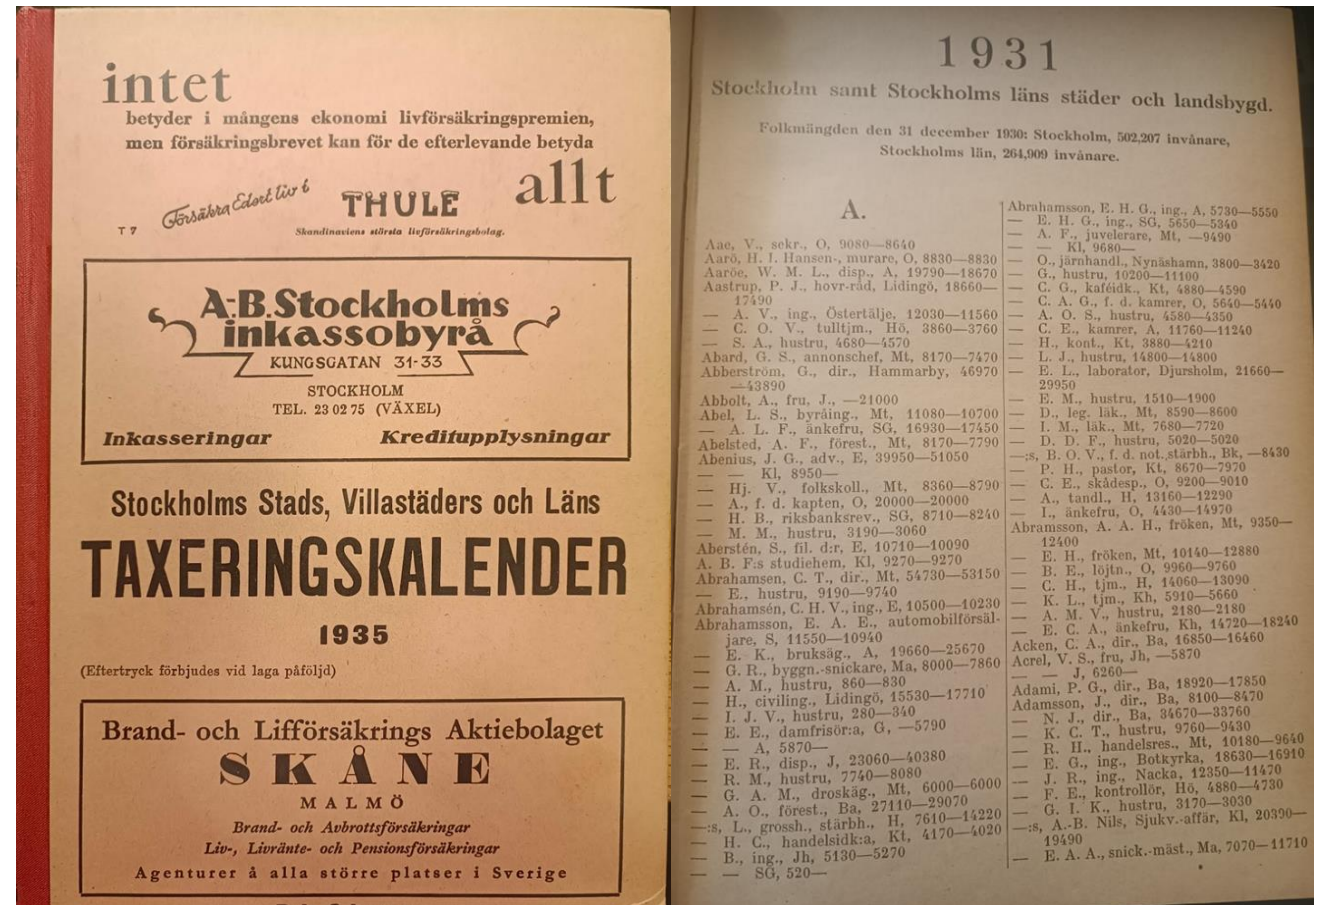 intet
betyder i mångens ekonomi livförsäkringspremien,
men försäkringsbrevet kan för de efterlevande betyda
allt
Försäkra Edert liv i
THULE
T 7
Skandinaviens största livförsäkringsbolag.
A.-B. Stockholms
inkassobyrå
KUNGSGATAN 31-33
STOCKHOLM
TEL. 23 02 75 (VÄXEL)
Inkasseringar Kreditupplysningar
Stockholms Stads, Villastäders och Läns
TAXERINGSKALENDER
1935
(Eftertryck förbjudes vid laga påföljd)
Brand- och Lifförsäkrings Aktiebolaget
SKÅNE
MALMÖ
Brand- och Avbrottsförsäkringar
Liv-, Livränte- och Pensionsförsäkringar
Agenturer å alla större platser i Sverige
1931
Stockholm samt Stockholms läns städer och landsbygd.
Folkmängden den 31 december 1930: Stockholm, 502,207 invånare,
Stockholms län, 264,909 invånare.
A.
Aae, V., sekr., O, 9080—8640
Aarö, H. I. Hansen-, murare, O, 8830—8830
Aaröe, W. M. L., disp., A, 19790—18670
Aastrup, P. J., hovr-råd, Lidingö, 18660—
17490
— A. V., ing., Östertälje, 12030—11560
— C. O. V., tulltjm., Hö, 3860—3760
— S. A., hustru, 4680—4570
Abard, G. S., annonschef, Mt, 8170—7470
Abberström, G., dir., Hammarby, 46970
—43890
Abbolt, A., fru, J., —21000
Abel, L. S., byråing., Mt, 11080—10700
— A. L. F., änkefru, SG, 16930—17450
Abelsted, A. F., förest., Mt, 8170—7790
Abenius, J. G., adv., E, 39950—51050
— — Kl, 8950—
— Hj. V., folkskoll., Mt, 8360—8790
— A., f. d. kapten, O, 20000—20000
— H. B., riksbanksrev., SG, 8710—8240
— M. M., hustru, 3190—3060
Aberstén, S., fil. d:r, E, 10710—10090
A. B. F:s studiehem, Kl, 9270—9270
Abrahamsen, C. T., dir., Mt, 54730—53150
— E., hustru, 9190—9740
Abrahamsén, C. H. V., ing., E, 10500—10230
Abrahamsson, E. A. E., automobilförsäl-
jare, S, 11550—10940
— E. K., bruksäg., A, 19660—25670
— G. R., byggn.-snickare, Ma, 8000—7860
— A. M., hustru, 860—830
— H., civiling., Lidingö, 15530—17710
— I. J. V., hustru, 280—340
— E. E., damfrisör:a, G, —5790
— — A, 5870—
— E. R., disp., J, 23060—40380
— R. M., hustru, 7740—8080
— G. A. M., droskäg., Mt, 6000—6000
— A. O., förest., Ba, 27110—29070
—:s, L., grossh., stärbh., H, 7610—14220
— H. C., handelsidk:a, Kt, 4170—4020
— B., ing., Jh, 5130—5270
— — SG, 520—
Abrahamsson, E. H. G., ing., A, 5730—5550
— E. H. G., ing., SG, 5650—5340
— A. F., juvelerare, Mt, —9490
— — Kl, 9680—
— O., järnhandl., Nynäshamn, 3800—3420
— G., hustru, 10200—11100
— C. G., kaféidk., Kt, 4880—4590
— C. A. G., f. d. kamrer, O, 5640—5440
— A. O. S., hustru, 4580—4350
— C. E., kamrer, A, 11760—11240
— H., kont., Kt, 3880—4210
— L. J., hustru, 14800—14800
— E. L., laborator, Djursholm, 21660—
29950
— E. M., hustru, 1510—1900
— D., leg. läk., Mt, 8590—8600
— I. M., läk., Mt, 7680—7720
— D. D. F., hustru, 5020—5020
—:s, B. O. V., f. d. not., stärbh., Bk, —8430
— P. H., pastor, Kt, 8670—7970
— C. E., skådesp., O, 9200—9010
— A., tandl., H, 13160—12290
— I., änkefru, O, 4430—14970
Abramsson, A. A. H., fröken, Mt, 9350—
12400
— E. H., fröken, Mt, 10140—12880
— B. E., löjtn., O, 9960—9760
— C. H., tjm., H, 14060—13090
— K. L., tjm., Kh, 5910—5660
— A. M. V., hustru, 2180—2180
— E. C. A., änkefru, Kh, 14720—18240
Acken, C. A., dir., Ba, 16850—16460
Acrel, V. S., fru, Jh, —5870
— — J, 6260—
Adami, P. G., dir., Ba, 18920—17850
Adamsson, J., dir., Ba, 8100—8470
— N. J., dir., Ba, 34670—33760
— K. C. T., hustru, 9760—9430
— R. H., handelsres., Mt, 10180—9640
— E. G., ing., Botkyrka, 18630—16910
— J. R., ing., Nacka, 12350—11470
— F. E., kontrollör, Hö, 4880—4730
— G. I. K., hustru, 3170—3030
—:s, A.-B. Nils, Sjukv.-affär, Kl, 20390—
19490
— E. A. A., snick.-mäst., Ma, 7070—11710